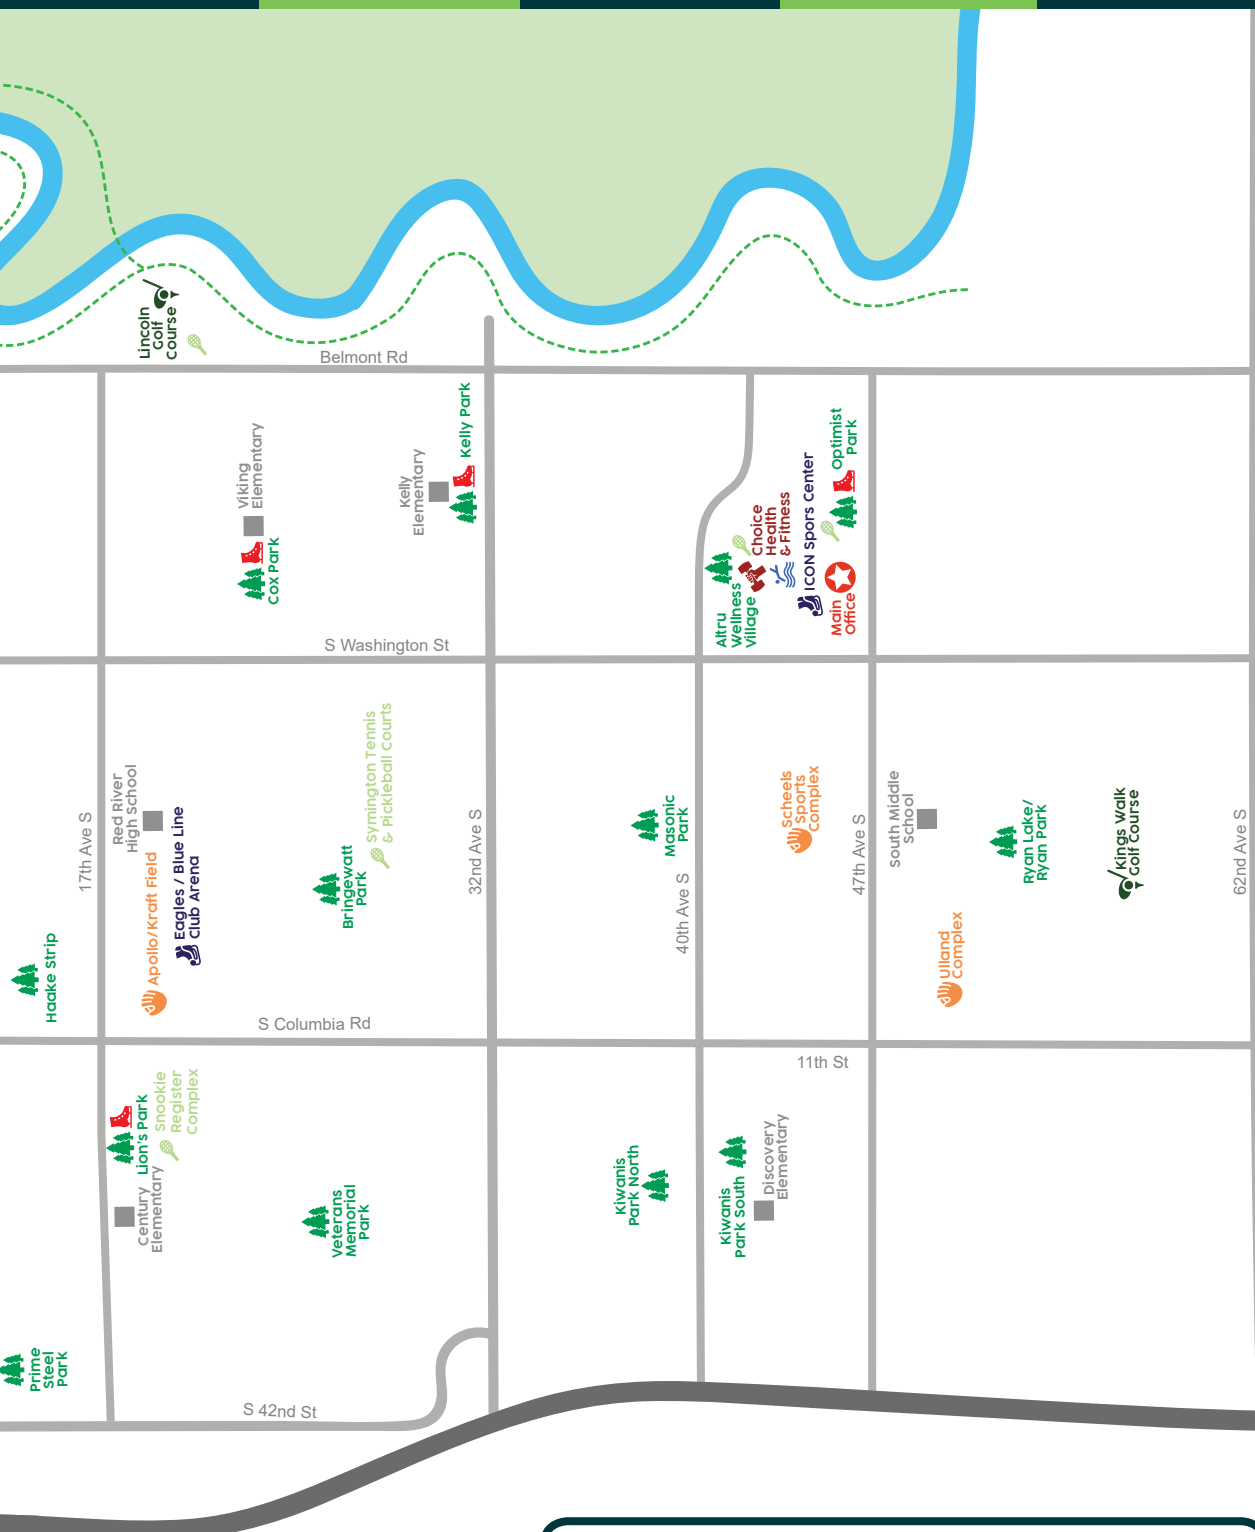 Lincoln
Golf
Course
Belmont Rd
Viking
Elementary
Cox Park
Kelly
Elementary
Kelly Park
Optimist
Park
Choice
Health
& Fitness
ICON Spors Center
Altru
Wellness
Village
Main
Office
S Washington St
17th Ave S
Red River
High School
Eagles / Blue Line
Club Arena
Apollo/Kraft Field
Symington Tennis
& Pickleball Courts
Bringewatt
Park
32nd Ave S
Masonic
Park
40th Ave S
Scheels
Sports
Complex
47th Ave S
south Middle
School
Ryan Lake/
Ryan Park
Kings Walk
Golf Course
62nd Ave S
Ulland
Complex
Haake Strip
S Columbia Rd
11th St
Lion's Park
Snookie
Register
Complex
Century
Elementary
Veterans
Memorial
Park
Kiwanis
Park North
Kiwanis
Park South
Discovery
Elementary
Prime
Steel
Park
S 42nd St